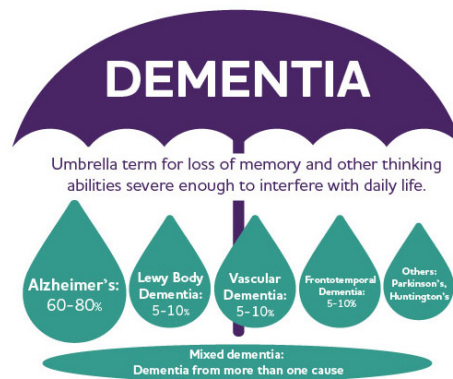 DEMENTIA
Umbrella term for loss of memory and other thinking
abilities severe enough to interfere with daily life.
Alzheimer's:
60-80%
Lewy Body
Dementia:
5-10%
Vascular
Dementia:
5-10%
Frontotemporal
Dementia:
5-10%
Others:
Parkinson's,
Huntington's
Mixed dementia:
Dementia from more than one cause